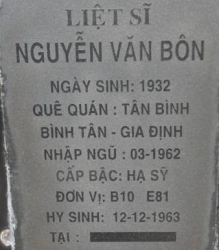 LIỆT SĨ
NGUYỄN VĂN BÔN
NGÀY SINH: 1932
QUÊ QUÁN : TÂN BÌNH
BÌNH TÂN - GIA ĐỊNH
NHẬP NGŨ : 03-1962
CẤP BẬC: HẠ SỸ
ĐƠN VỊ: B10 E81
HY SINH: 12-12-1963
TẠI :